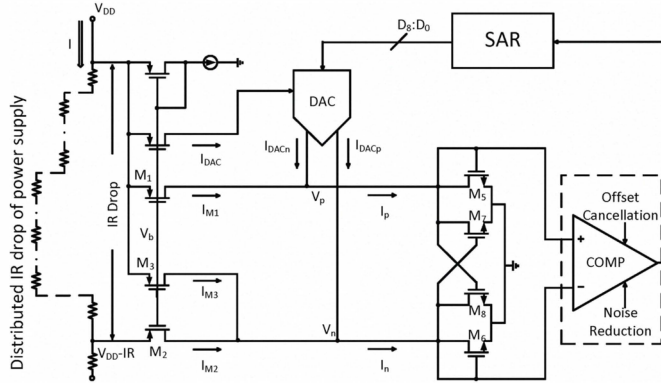 V_DD
I
Distributed IR drop of power supply
IR Drop
M_1
V_b
M_3
V_DD-IR
M_2
I_DAC
I_M1
I_M3
I_M2
D_8:D_0
SAR
DAC
I_DACn
I_DACp
V_p
I_p
V_n
I_n
M_5
M_7
M_8
M_6
Offset
Cancellation
+
COMP
−
Noise
Reduction